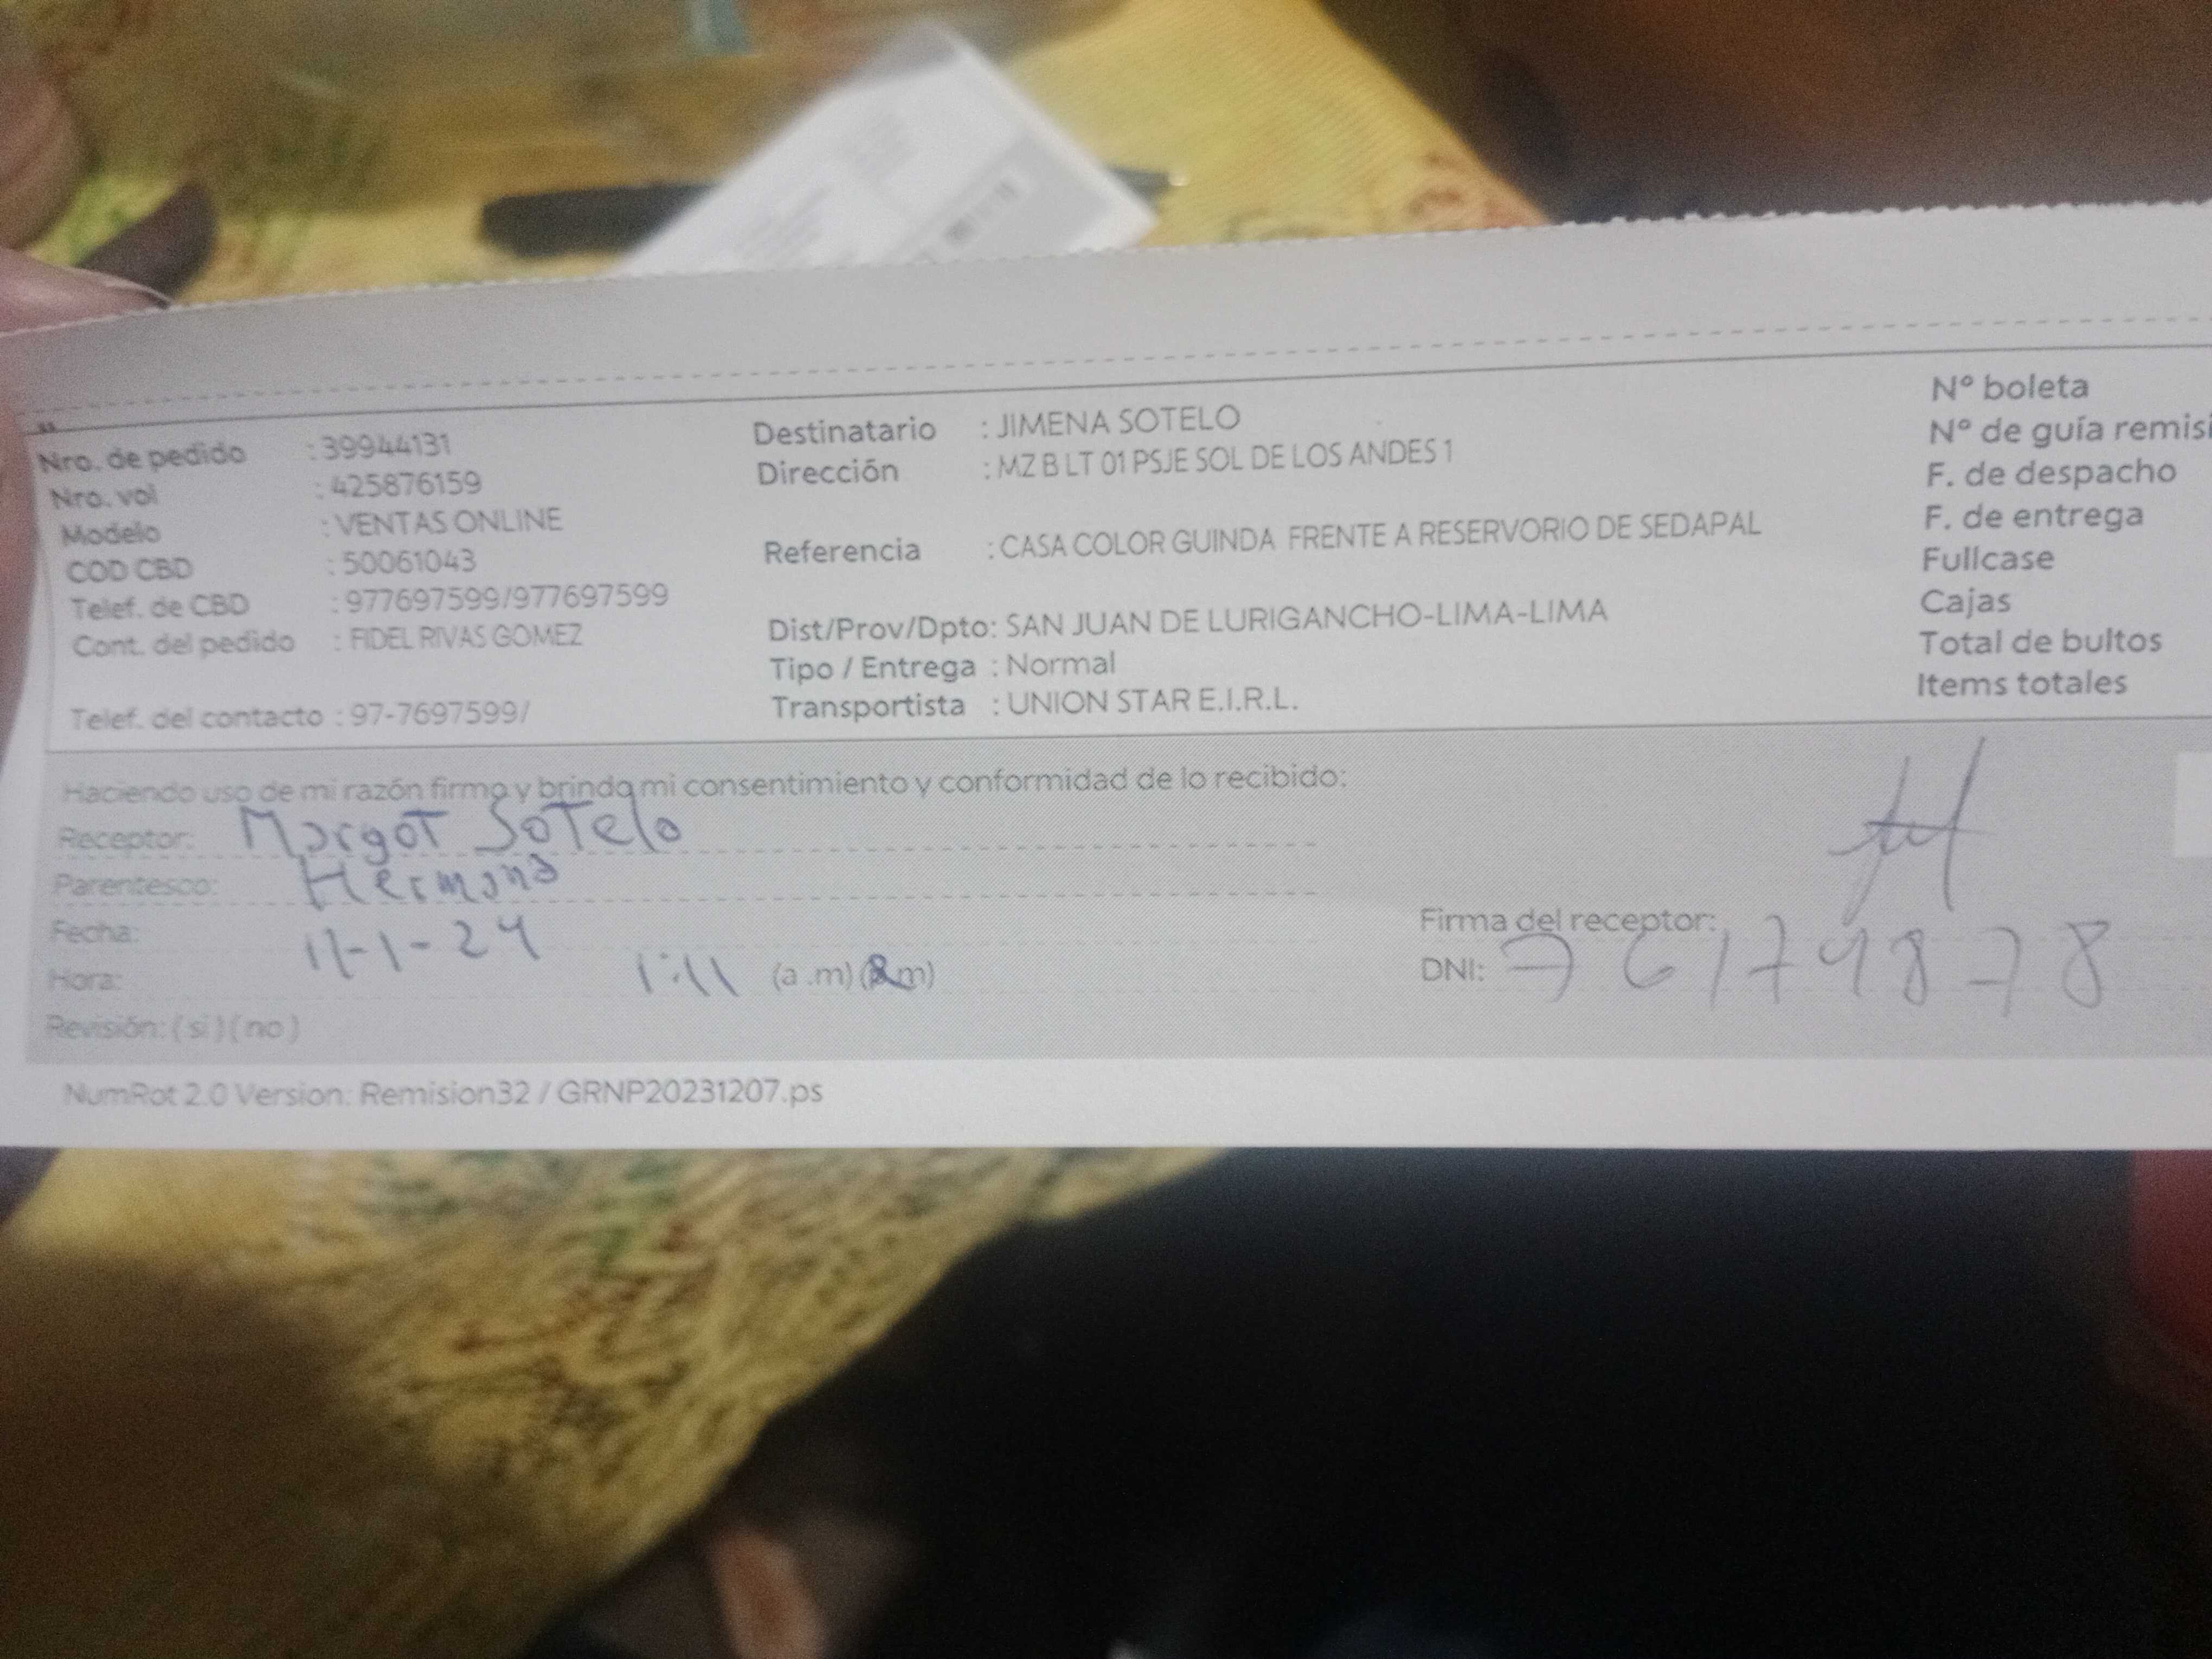 Nro. de pedido : 39944131
Nro. vol : 425876159
Modelo : VENTAS ONLINE
COD CBD : 50061043
Telef. de CBD : 977697599/977697599
Cont. del pedido : FIDEL RIVAS GOMEZ
Telef. del contacto : 97-7697599/
Destinatario : JIMENA SOTELO
Dirección : MZ B LT 01 PSJE SOL DE LOS ANDES 1
Referencia : CASA COLOR GUINDA FRENTE A RESERVORIO DE SEDAPAL
Dist/Prov/Dpto: SAN JUAN DE LURIGANCHO-LIMA-LIMA
Tipo / Entrega : Normal
Transportista : UNION STAR E.I.R.L.
N° boleta
N° de guía remisi
F. de despacho
F. de entrega
Fullcase
Cajas
Total de bultos
Items totales
Haciendo uso de mi razón firmo y brindo mi consentimiento y conformidad de lo recibido:
Receptor: Margot Sotelo
Parentesco: Hermana
Fecha: 11-1-24
Hora: 1:11 (a.m) (p.m)
Revisión: ( si ) ( no )
Firma del receptor:
DNI: 76174878
NumRot 2.0 Version: Remision32 / GRNP20231207.ps